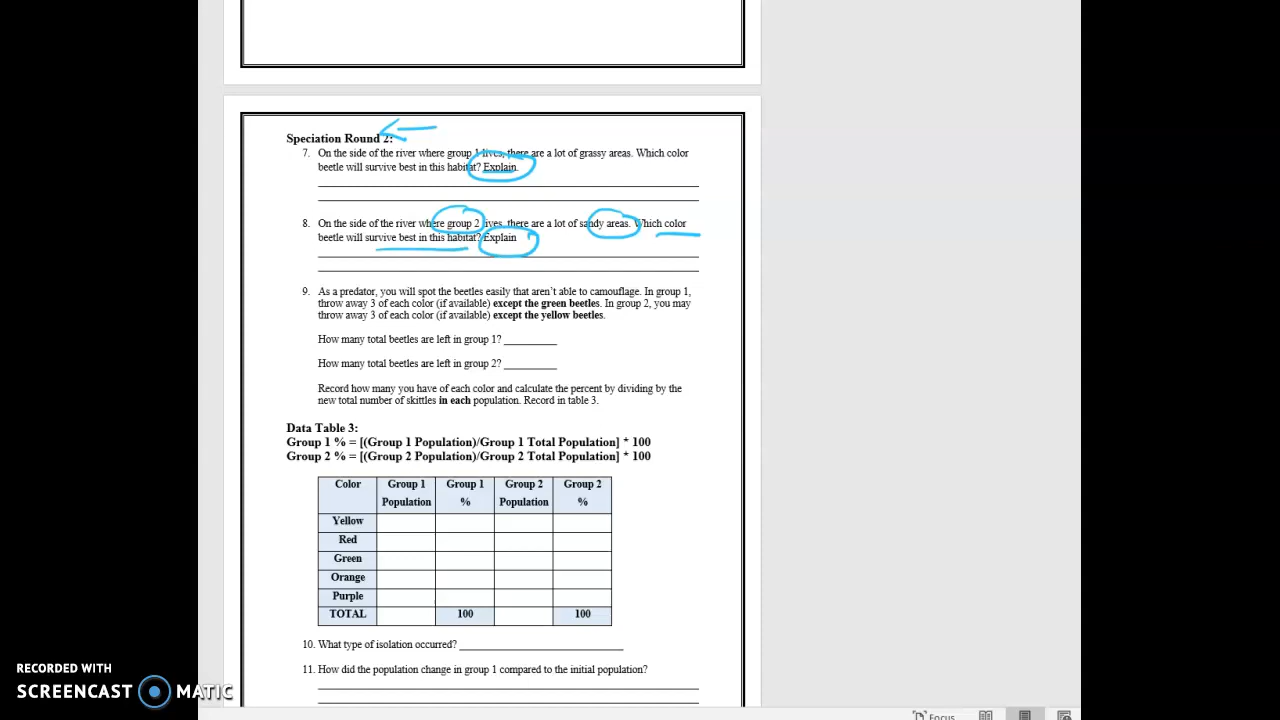 Speciation Round 2:
7. On the side of the river where group 1 lives, there are a lot of grassy areas. Which color
beetle will survive best in this habitat? Explain.
8. On the side of the river where group 2 lives, there are a lot of sandy areas. Which color
beetle will survive best in this habitat? Explain
9. As a predator, you will spot the beetles easily that aren't able to camouflage. In group 1,
throw away 3 of each color (if available) except the green beetles. In group 2, you may
throw away 3 of each color (if available) except the yellow beetles.
How many total beetles are left in group 1? __________
How many total beetles are left in group 2? __________
Record how many you have of each color and calculate the percent by dividing by the
new total number of skittles in each population. Record in table 3.
Data Table 3:
Group 1 % = [(Group 1 Population)/Group 1 Total Population] * 100
Group 2 % = [(Group 2 Population)/Group 2 Total Population] * 100
Color Group 1 Group 1 Group 2 Group 2
Population % Population %
Yellow
Red
Green
Orange
Purple
TOTAL 100 100
10. What type of isolation occurred? ______________________________
11. How did the population change in group 1 compared to the initial population?
RECORDED WITH
SCREENCAST MATIC
Focus